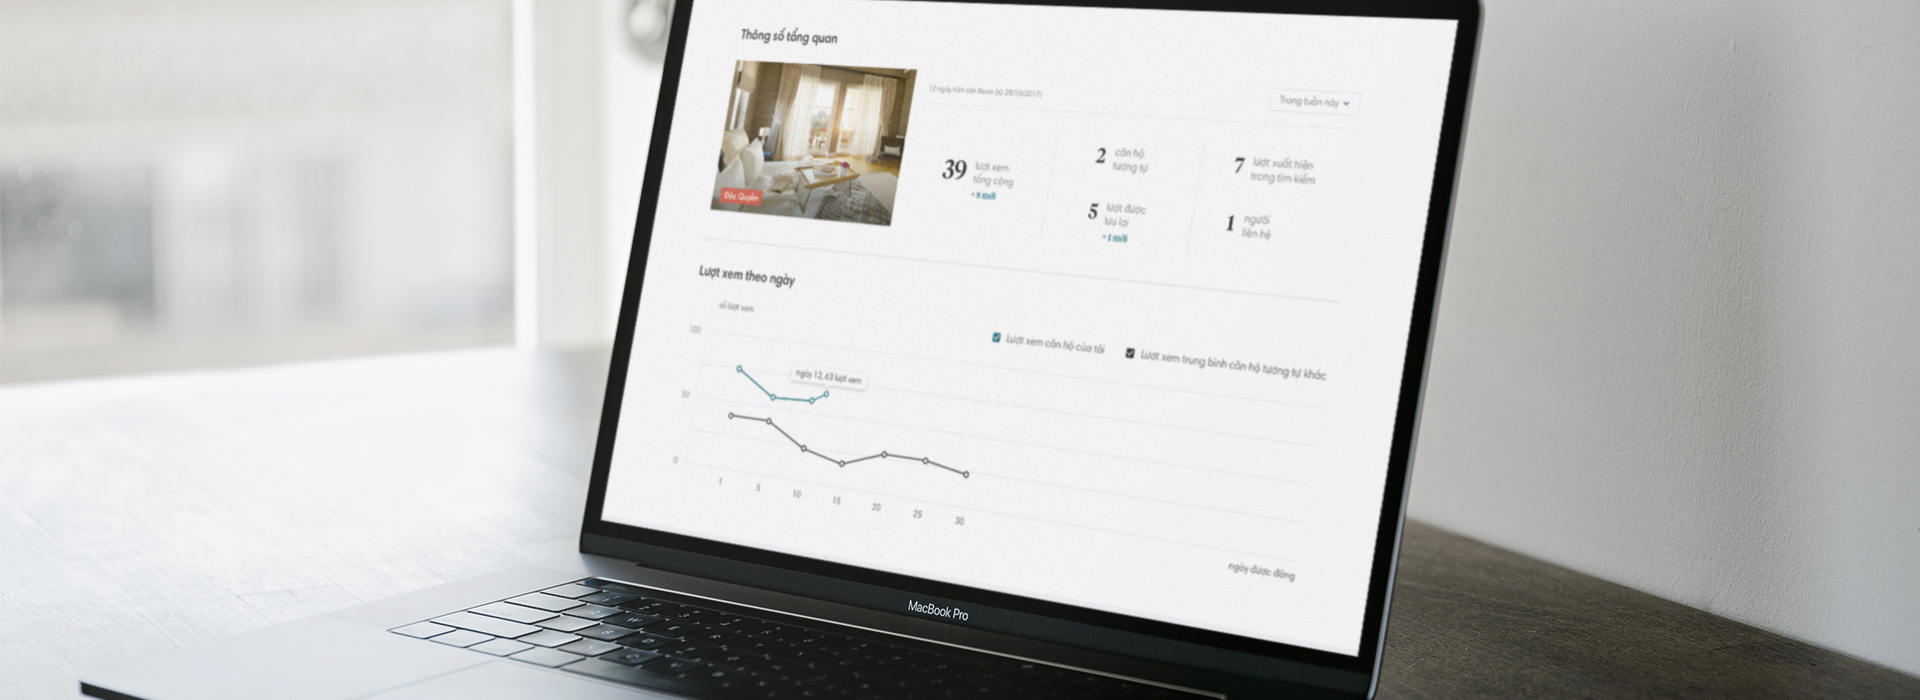 Thông số tổng quan
12 ngày trên sàn Rever (từ 28/10/2017)
Trong tuần này
39 lượt xem
tổng cộng
+ 8 mới
2 căn hộ
tương tự
7 lượt xuất hiện
trong tìm kiếm
5 lượt được
lưu lại
+ 1 mới
1 người
liên hệ
Độc Quyền
Lượt xem theo ngày
số lượt xem
Lượt xem căn hộ của tôi
Lượt xem trung bình căn hộ tương tự khác
100
ngày 12, 63 lượt xem
50
0
1 5 10 15 20 25 30
ngày được đăng
MacBook Pro